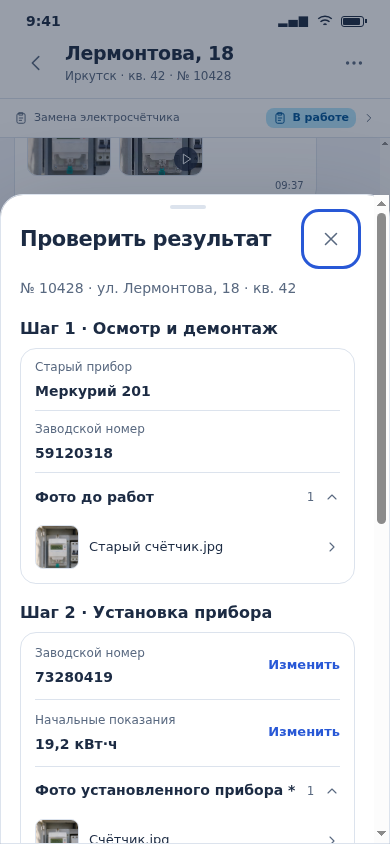 9:41
Лермонтова, 18
Иркутск · кв. 42 · № 10428
Замена электросчётчика
В работе
09:37
Проверить результат
№ 10428 · ул. Лермонтова, 18 · кв. 42
Шаг 1 · Осмотр и демонтаж
Старый прибор
Меркурий 201
Заводской номер
59120318
Фото до работ 1
Старый счётчик.jpg
Шаг 2 · Установка прибора
Заводской номер
73280419
Изменить
Начальные показания
19,2 кВт·ч
Изменить
Фото установленного прибора * 1
Счётчик.jpg